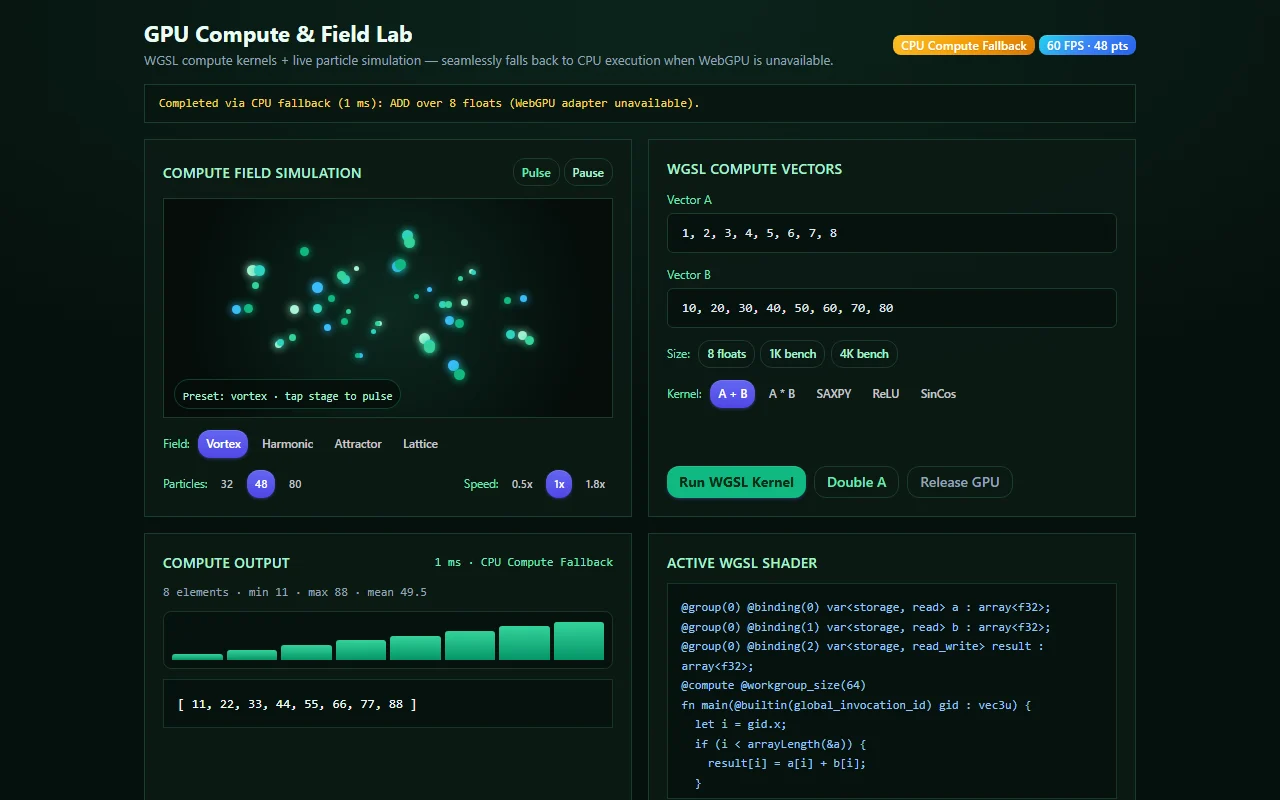 GPU Compute & Field Lab
WGSL compute kernels + live particle simulation — seamlessly falls back to CPU execution when WebGPU is unavailable.
CPU Compute Fallback
60 FPS · 48 pts
Completed via CPU fallback (1 ms): ADD over 8 floats (WebGPU adapter unavailable).
COMPUTE FIELD SIMULATION
Pulse
Pause
Preset: vortex · tap stage to pulse
Field:
Vortex
Harmonic
Attractor
Lattice
Particles:
32
48
80
Speed:
0.5x
1x
1.8x
WGSL COMPUTE VECTORS
Vector A
1, 2, 3, 4, 5, 6, 7, 8
Vector B
10, 20, 30, 40, 50, 60, 70, 80
Size:
8 floats
1K bench
4K bench
Kernel:
A + B
A * B
SAXPY
ReLU
SinCos
Run WGSL Kernel
Double A
Release GPU
COMPUTE OUTPUT
1 ms · CPU Compute Fallback
8 elements · min 11 · max 88 · mean 49.5
[ 11, 22, 33, 44, 55, 66, 77, 88 ]
ACTIVE WGSL SHADER
@group(0) @binding(0) var<storage, read> a : array<f32>;
@group(0) @binding(1) var<storage, read> b : array<f32>;
@group(0) @binding(2) var<storage, read_write> result :
array<f32>;
@compute @workgroup_size(64)
fn main(@builtin(global_invocation_id) gid : vec3u) {
let i = gid.x;
if (i < arrayLength(&a)) {
result[i] = a[i] + b[i];
}